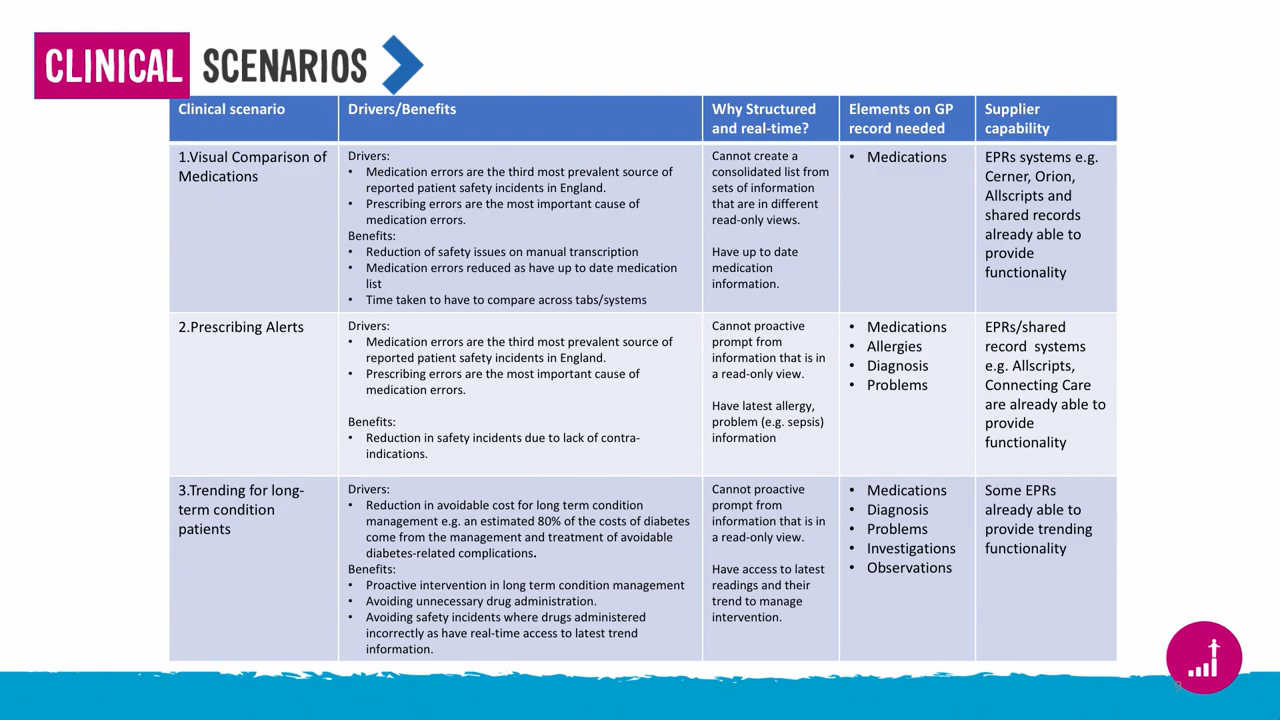 CLINICAL SCENARIOS
Clinical scenario
Drivers/Benefits
Why Structured
and real-time?
Elements on GP
record needed
Supplier
capability
1.Visual Comparison of
Medications
Drivers:
• Medication errors are the third most prevalent source of
reported patient safety incidents in England.
• Prescribing errors are the most important cause of
medication errors.
Benefits:
• Reduction of safety issues on manual transcription
• Medication errors reduced as have up to date medication
list
• Time taken to have to compare across tabs/systems
Cannot create a
consolidated list from
sets of information
that are in different
read-only views.
Have up to date
medication
information.
• Medications
EPRs systems e.g.
Cerner, Orion,
Allscripts and
shared records
already able to
provide
functionality
2.Prescribing Alerts
Drivers:
• Medication errors are the third most prevalent source of
reported patient safety incidents in England.
• Prescribing errors are the most important cause of
medication errors.
Benefits:
• Reduction in safety incidents due to lack of contra-
indications.
Cannot proactive
prompt from
information that is in
a read-only view.
Have latest allergy,
problem (e.g. sepsis)
information
• Medications
• Allergies
• Diagnosis
• Problems
EPRs/shared
record systems
e.g. Allscripts,
Connecting Care
are already able to
provide
functionality
3.Trending for long-
term condition
patients
Drivers:
• Reduction in avoidable cost for long term condition
management e.g. an estimated 80% of the costs of diabetes
come from the management and treatment of avoidable
diabetes-related complications.
Benefits:
• Proactive intervention in long term condition management
• Avoiding unnecessary drug administration.
• Avoiding safety incidents where drugs administered
incorrectly as have real-time access to latest trend
information.
Cannot proactive
prompt from
information that is in
a read-only view.
Have access to latest
readings and their
trend to manage
intervention.
• Medications
• Diagnosis
• Problems
• Investigations
• Observations
Some EPRs
already able to
provide trending
functionality
9